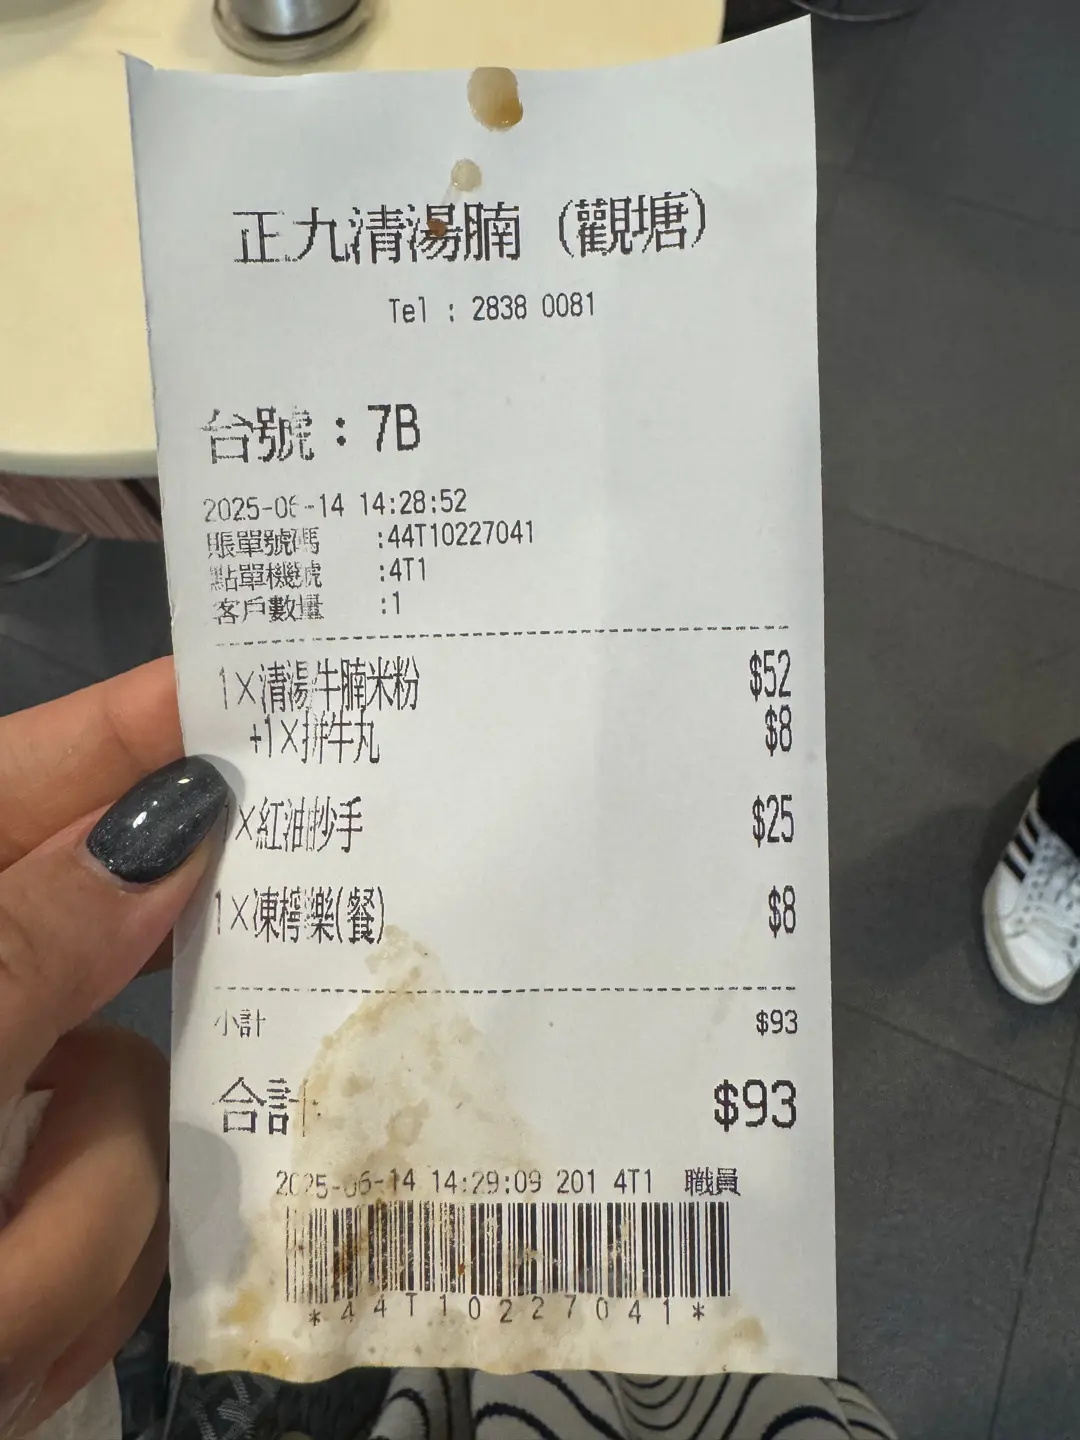 正九清湯腩 (觀塘)
Tel : 2838 0081
台號 : 7B
2025-06-14 14:28:52
賬單號碼 :44T10227041
點單機號 :4T1
客戶數量 :1
1×清湯牛腩米粉 $52
+1×拼牛丸 $8
1×紅油抄手 $25
1×凍檸樂(餐) $8
小計 $93
合計 $93
2025-06-14 14:29:09 201 4T1 職員
*44T10227041*